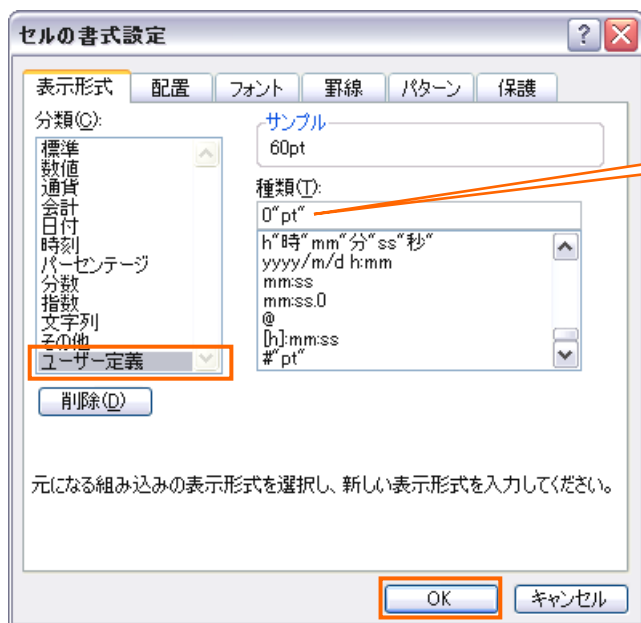 セルの書式設定
表示形式 配置 フォント 罫線 パターン 保護
分類(C):
標準
数値
通貨
会計
日付
時刻
パーセンテージ
分数
指数
文字列
その他
ユーザー定義
削除(D)
サンプル
60pt
種類(T):
0"pt"
h"時"mm"分"ss"秒"
yyyy/m/d h:mm
mm:ss
mm:ss.0
@
[h]:mm:ss
#"pt"
元になる組み込みの表示形式を選択し、新しい表示形式を入力してください。
OK キャンセル